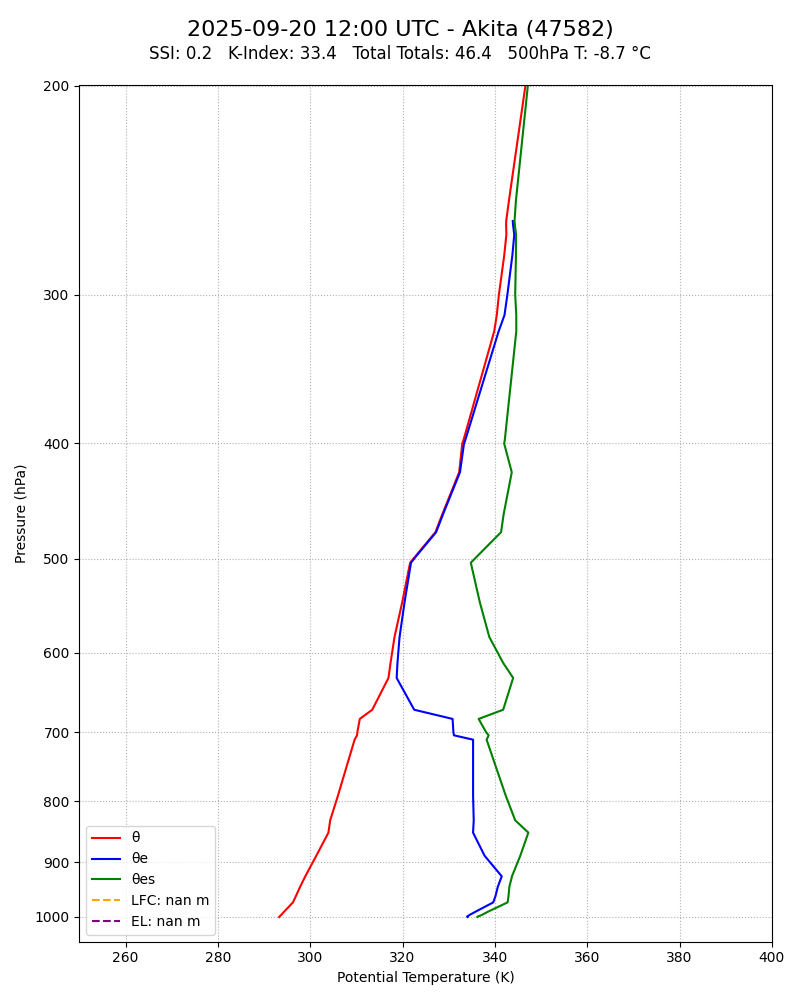 2025-09-20 12:00 UTC - Akita (47582)
SSI: 0.2   K-Index: 33.4   Total Totals: 46.4   500hPa T: -8.7 °C
200
300
400
500
600
700
800
900
1000
Pressure (hPa)
θ
θe
θes
LFC: nan m
EL: nan m
260 280 300 320 340 360 380 400
Potential Temperature (K)